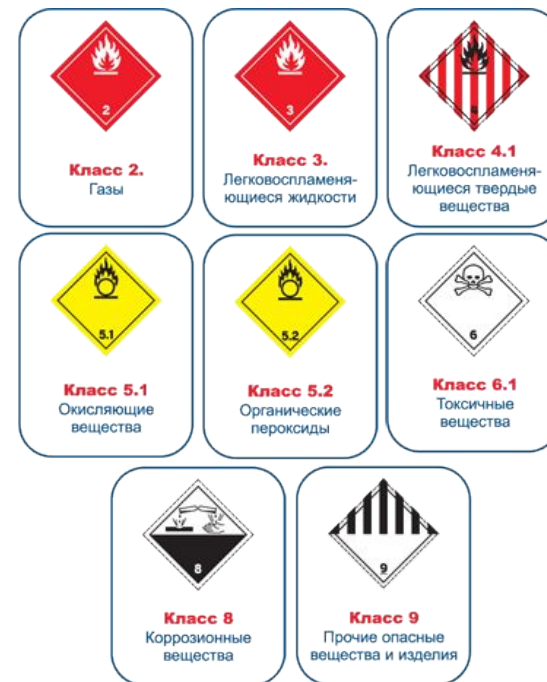 2
Класс 2.
Газы
3
Класс 3.
Легковоспламеня-
ющиеся жидкости
4
Класс 4.1
Легковоспламеня-
ющиеся твердые
вещества
5.1
Класс 5.1
Окисляющие
вещества
5.2
Класс 5.2
Органические
пероксиды
6
Класс 6.1
Токсичные
вещества
8
Класс 8
Коррозионные
вещества
9
Класс 9
Прочие опасные
вещества и изделия